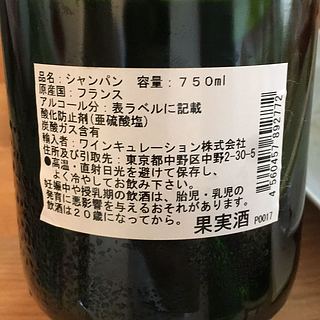 品名：シャンパン　容量：７５０ml
原産国：フランス
アルコール分：表ラベルに記載
酸化防止剤(亜硫酸塩)
炭酸ガス含有
輸入者：ワインキュレーション株式会社
住所及び引取先：東京都中野区中野2-30-5
●高温，直射日光を避けて保存し、
よく冷やしてお飲み下さい。
妊娠中や授乳期の飲酒は、胎児・乳児の
発育に悪影響を与えるおそれがあります。
飲酒は２０歳になってから。
果実酒
P0017
4 560457 892772